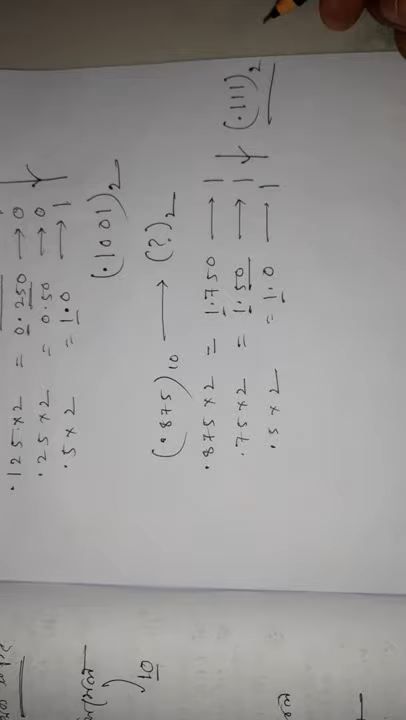 .125×2 = 0.250 → 0
.25×2 = 0.50 → 0
.5×2 = 1.0 → 1
(.1001)2
(.875)10 → (?)2
.875×2 = 1.750 — 1
.75×2 = 1.50 → 1 (.111)2
.5×2 = 1.0 — 1
10